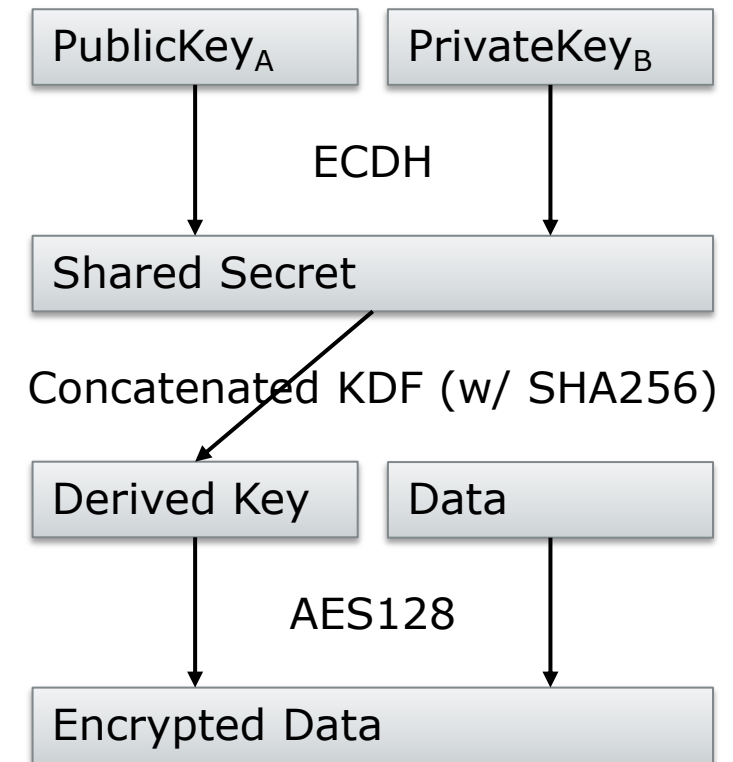 PublicKeyA PrivateKeyB
ECDH
Shared Secret
Concatenated KDF (w/ SHA256)
Derived Key Data
AES128
Encrypted Data